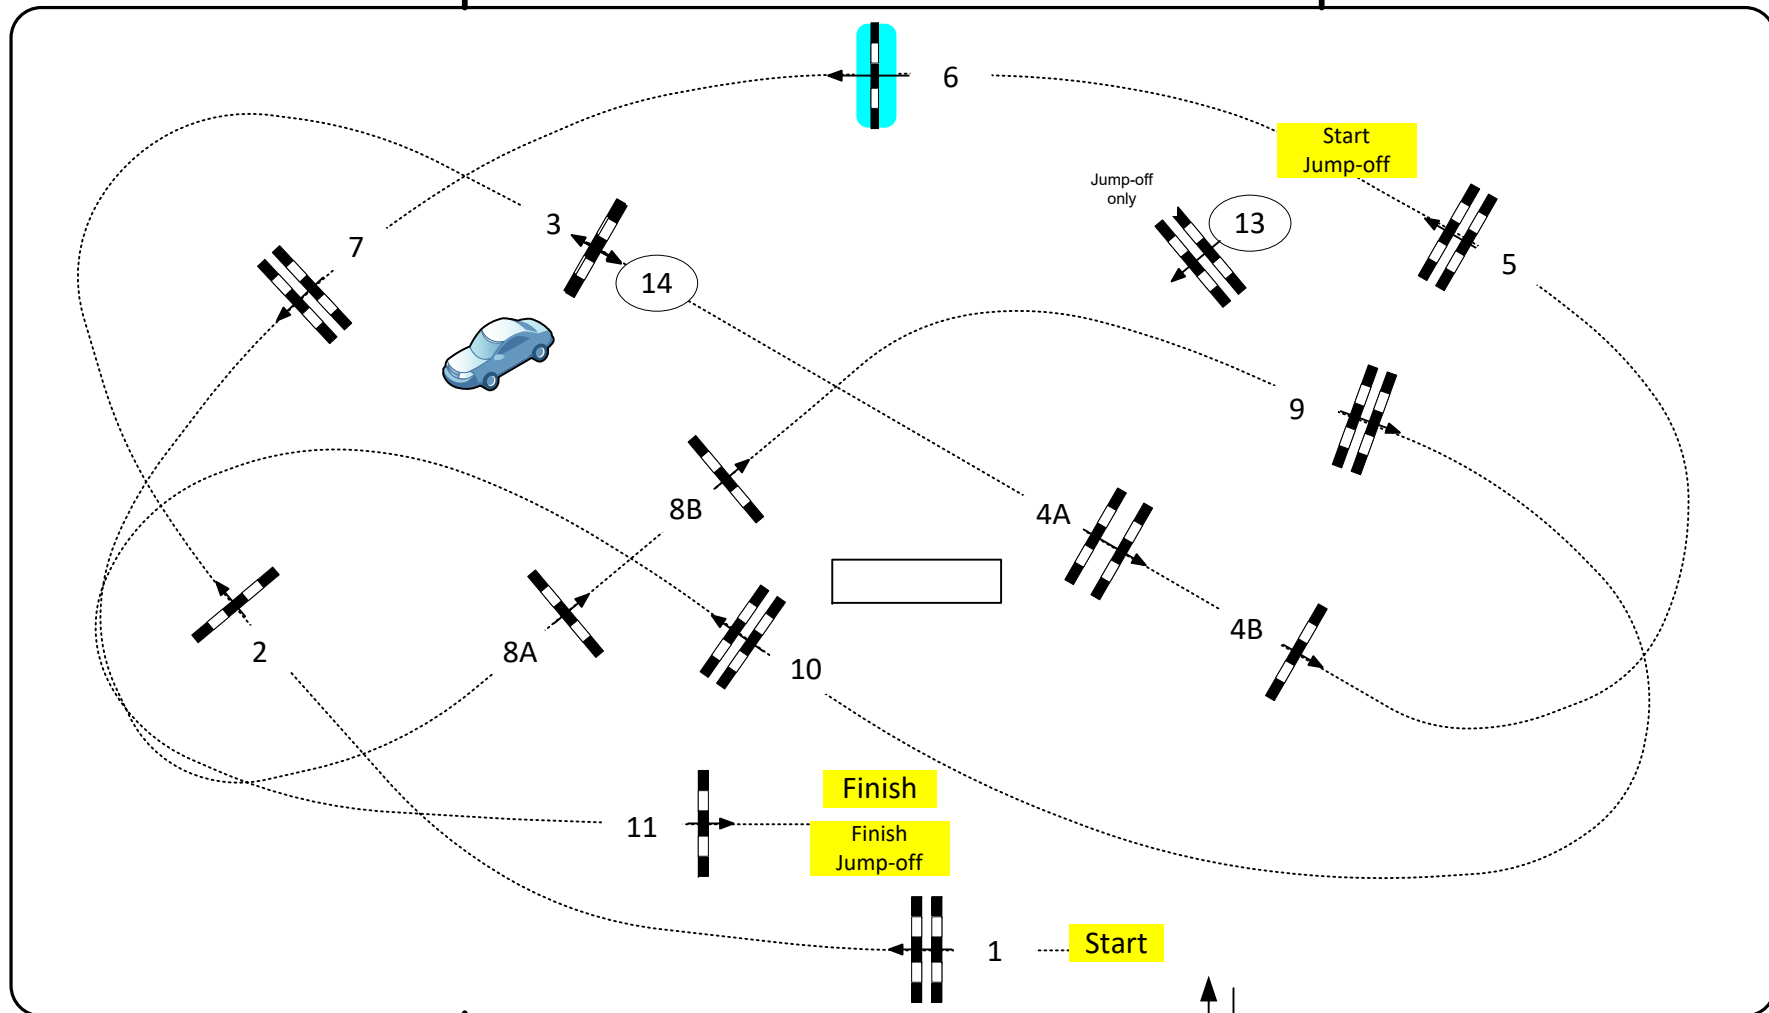 6
Start
Jump-off
Jump-off
only
13
3
7
5
14
9
8B
4A
4B
2
8A
10
Finish
11
Finish
Jump-off
1
Start